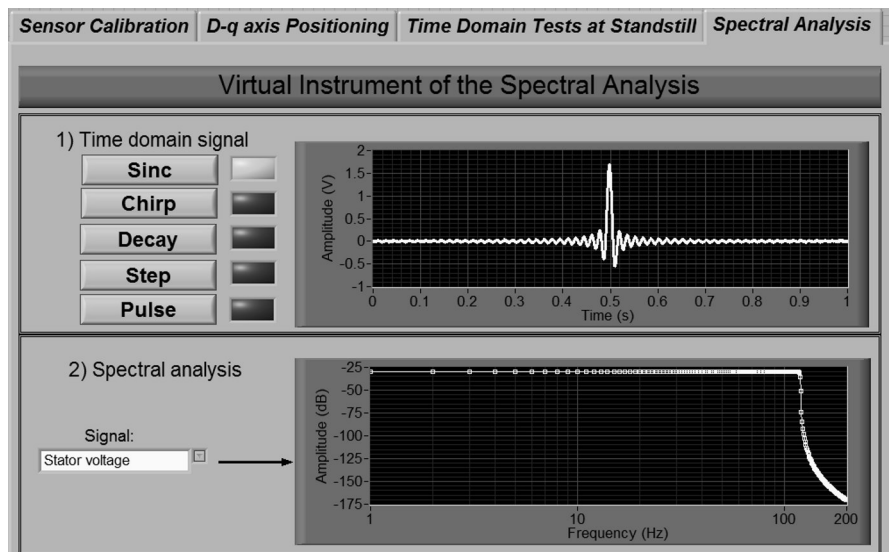 Sensor Calibration D-q axis Positioning Time Domain Tests at Standstill Spectral Analysis
Virtual Instrument of the Spectral Analysis
1) Time domain signal
Sinc
Chirp
Decay
Step
Pulse
Amplitude (V)
2
1.5
1
0.5
0
-0.5
-1
0 0.1 0.2 0.3 0.4 0.5 0.6 0.7 0.8 0.9 1
Time (s)
2) Spectral analysis
Signal:
Stator voltage
Amplitude (dB)
-25
-50
-75
-100
-125
-150
-175
1 10 100 200
Frequency (Hz)